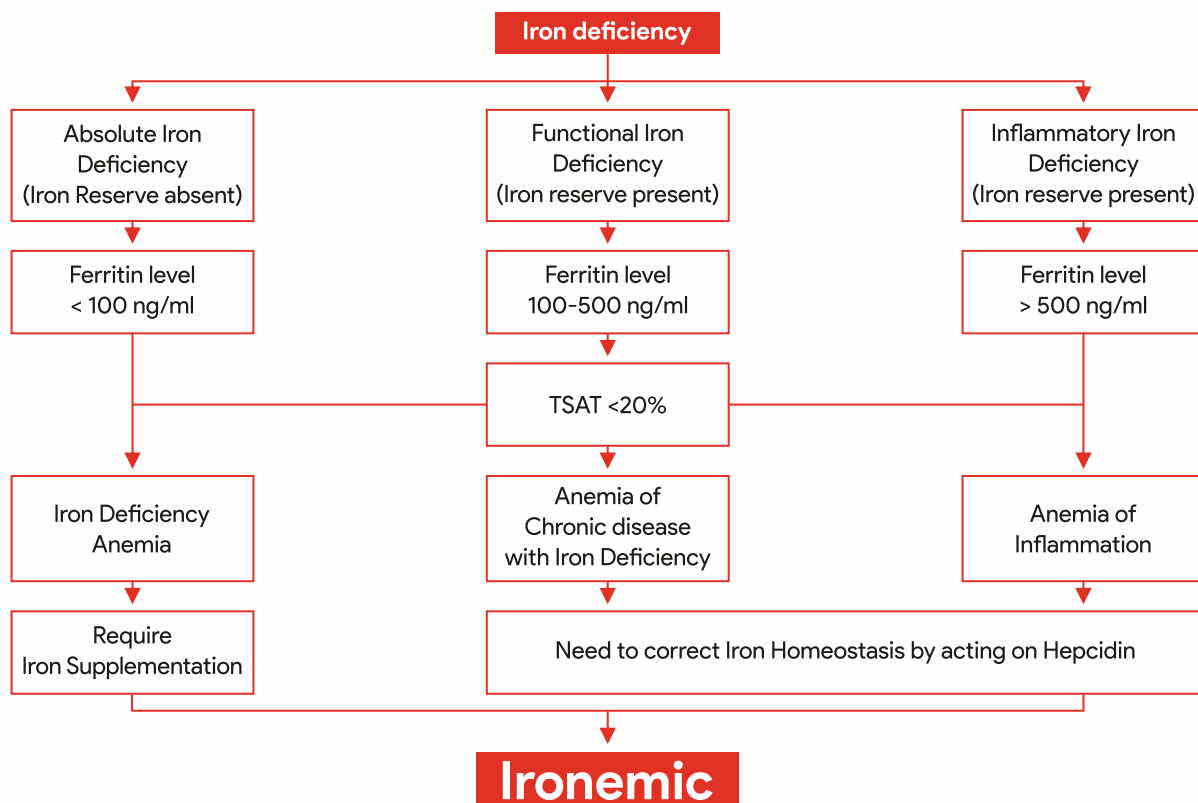 Iron deficiency
Absolute Iron
Deficiency
(Iron Reserve absent)
Functional Iron
Deficiency
(Iron reserve present)
Inflammatory Iron
Deficiency
(Iron reserve present)
Ferritin level
< 100 ng/ml
Ferritin level
100-500 ng/ml
Ferritin level
> 500 ng/ml
TSAT <20%
Iron Deficiency
Anemia
Anemia of
Chronic disease
with Iron Deficiency
Anemia of
Inflammation
Require
Iron Supplementation
Need to correct Iron Homeostasis by acting on Hepcidin
Ironemic